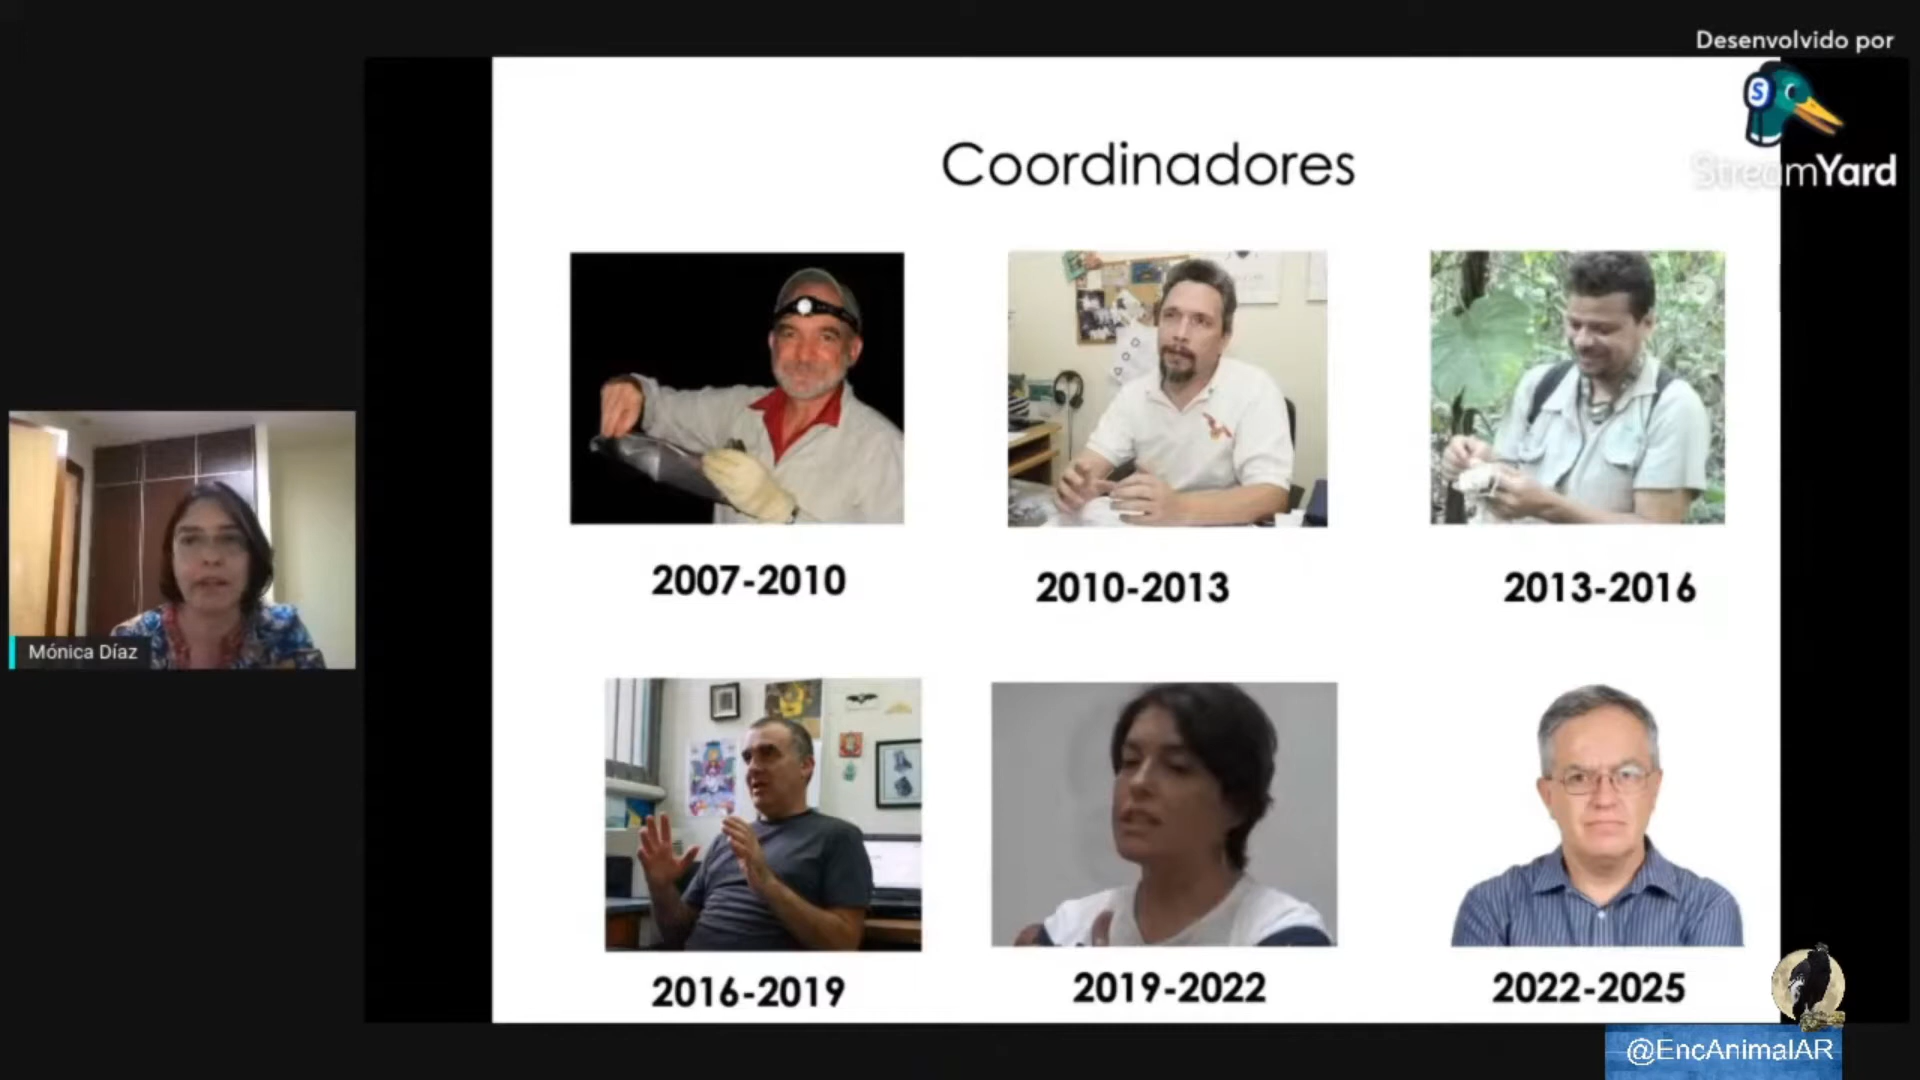 Desenvolvido por
S
StreamYard
Coordinadores
2007-2010
2010-2013
2013-2016
Mónica Díaz
2016-2019
2019-2022
2022-2025
@EncAnimalAR